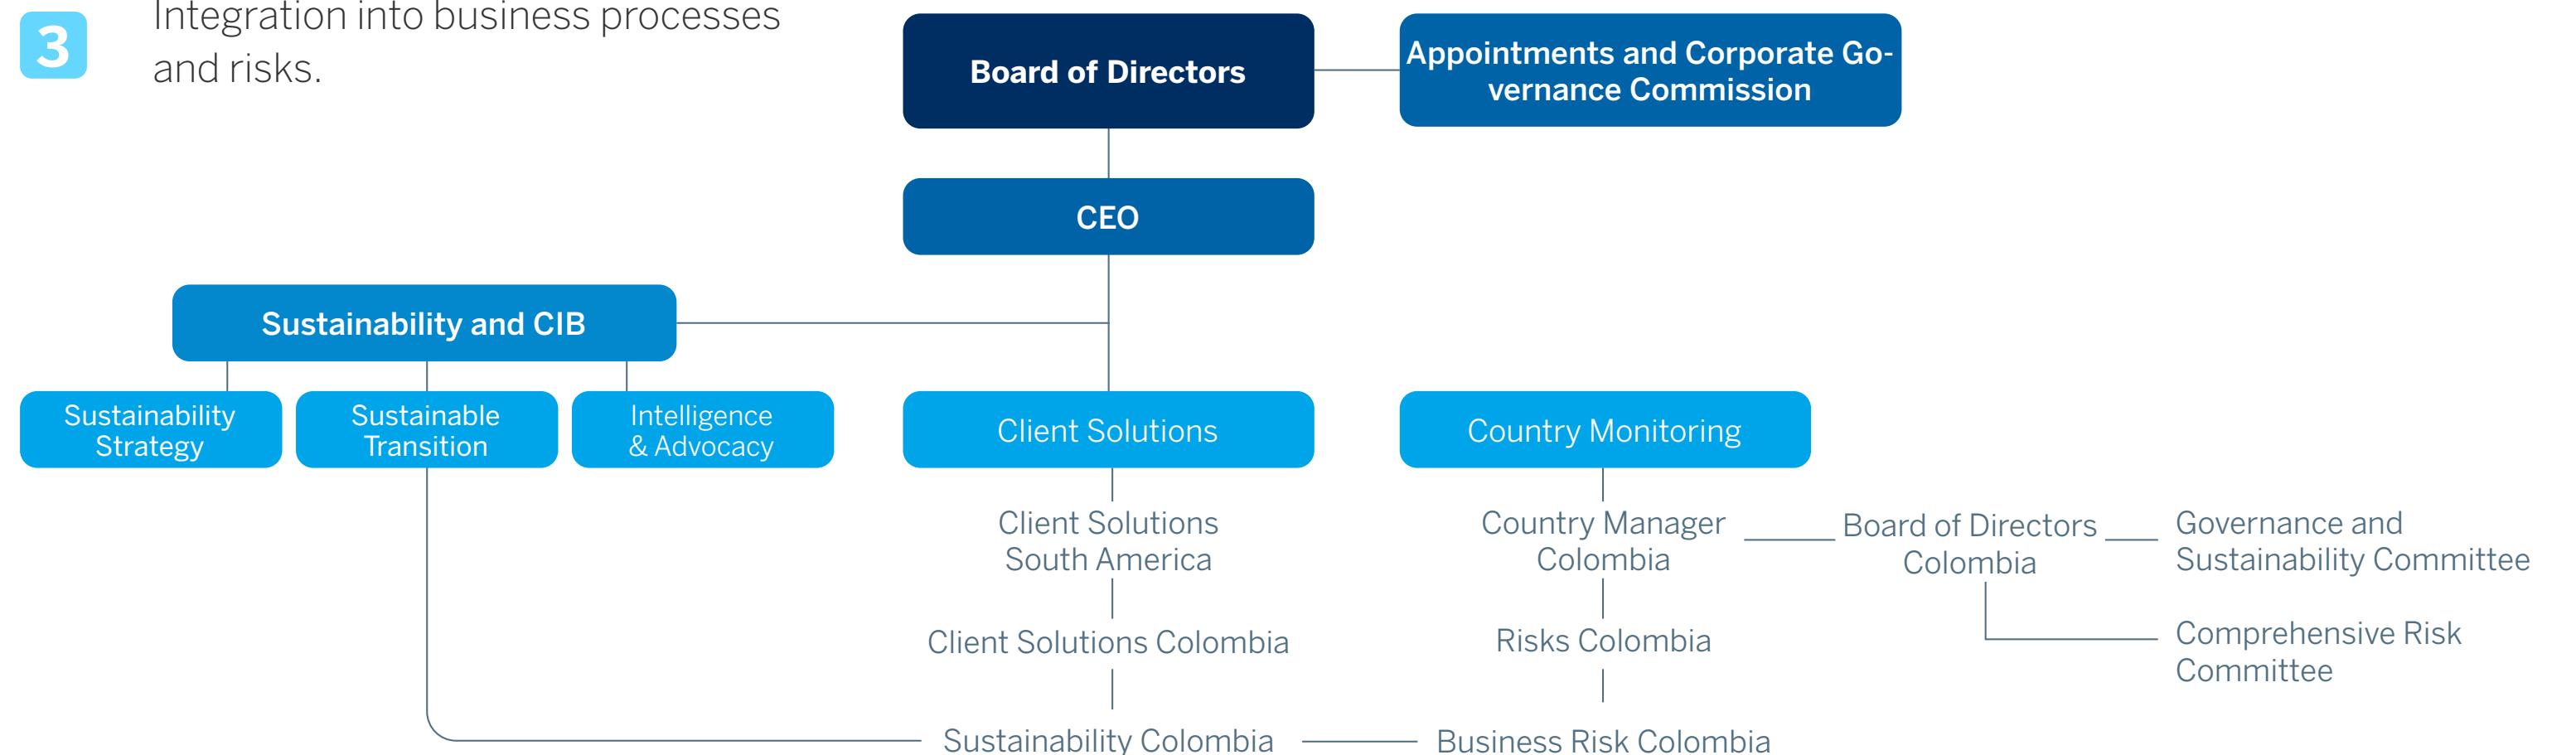 3
Integration into business processes
and risks.
Board of Directors
Appointments and Corporate Go-
vernance Commission
CEO
Sustainability and CIB
Sustainability
Strategy
Sustainable
Transition
Intelligence
& Advocacy
Client Solutions
Country Monitoring
Client Solutions
South America
Country Manager
Colombia
Board of Directors
Colombia
Governance and
Sustainability Committee
Client Solutions Colombia
Risks Colombia
Comprehensive Risk
Committee
Sustainability Colombia
Business Risk Colombia